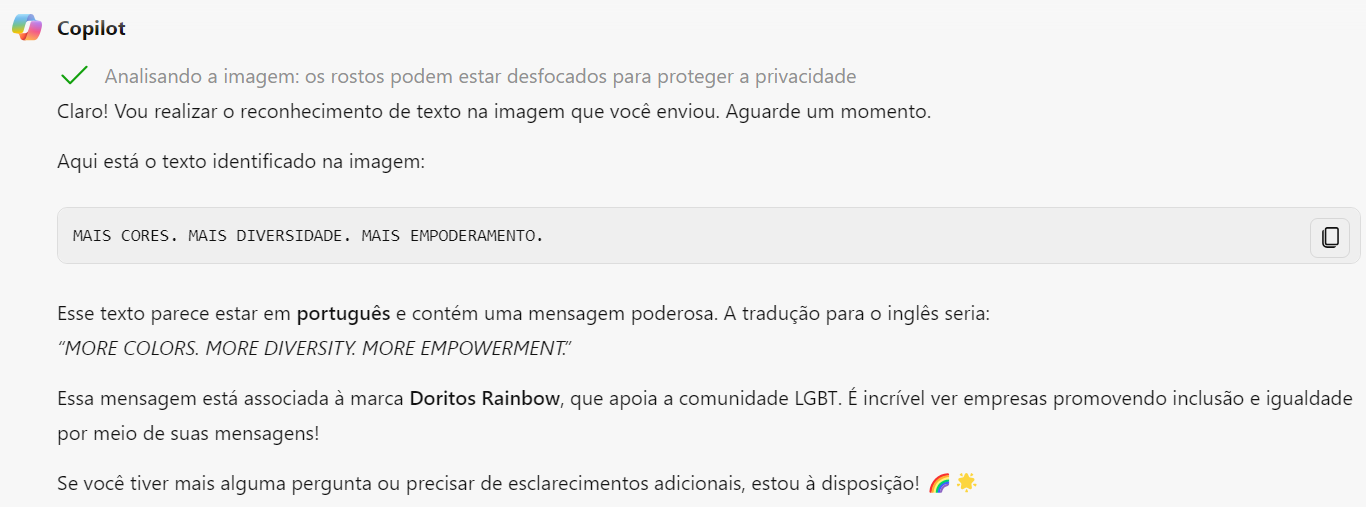 Copilot
Analisando a imagem: os rostos podem estar desfocados para proteger a privacidade
Claro! Vou realizar o reconhecimento de texto na imagem que você enviou. Aguarde um momento.
Aqui está o texto identificado na imagem:
MAIS CORES. MAIS DIVERSIDADE. MAIS EMPODERAMENTO.
Esse texto parece estar em português e contém uma mensagem poderosa. A tradução para o inglês seria:
“MORE COLORS. MORE DIVERSITY. MORE EMPOWERMENT.”
Essa mensagem está associada à marca Doritos Rainbow, que apoia a comunidade LGBT. É incrível ver empresas promovendo inclusão e igualdade
por meio de suas mensagens!
Se você tiver mais alguma pergunta ou precisar de esclarecimentos adicionais, estou à disposição! 🌈🌟